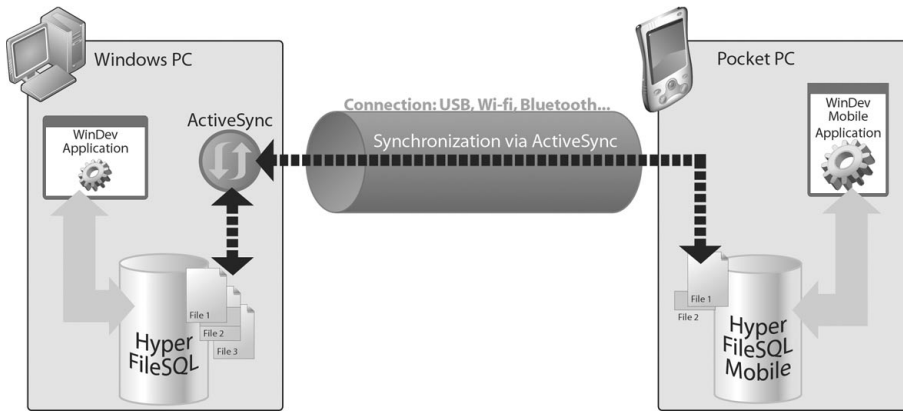 Windows PC
Pocket PC
Connection: USB, Wi-fi, Bluetooth...
WinDev
Application
ActiveSync
Synchronization via ActiveSync
WinDev
Mobile
Application
File 1
File 2
File 3
Hyper
FileSQL
File 1
File 2
Hyper
FileSQL
Mobile